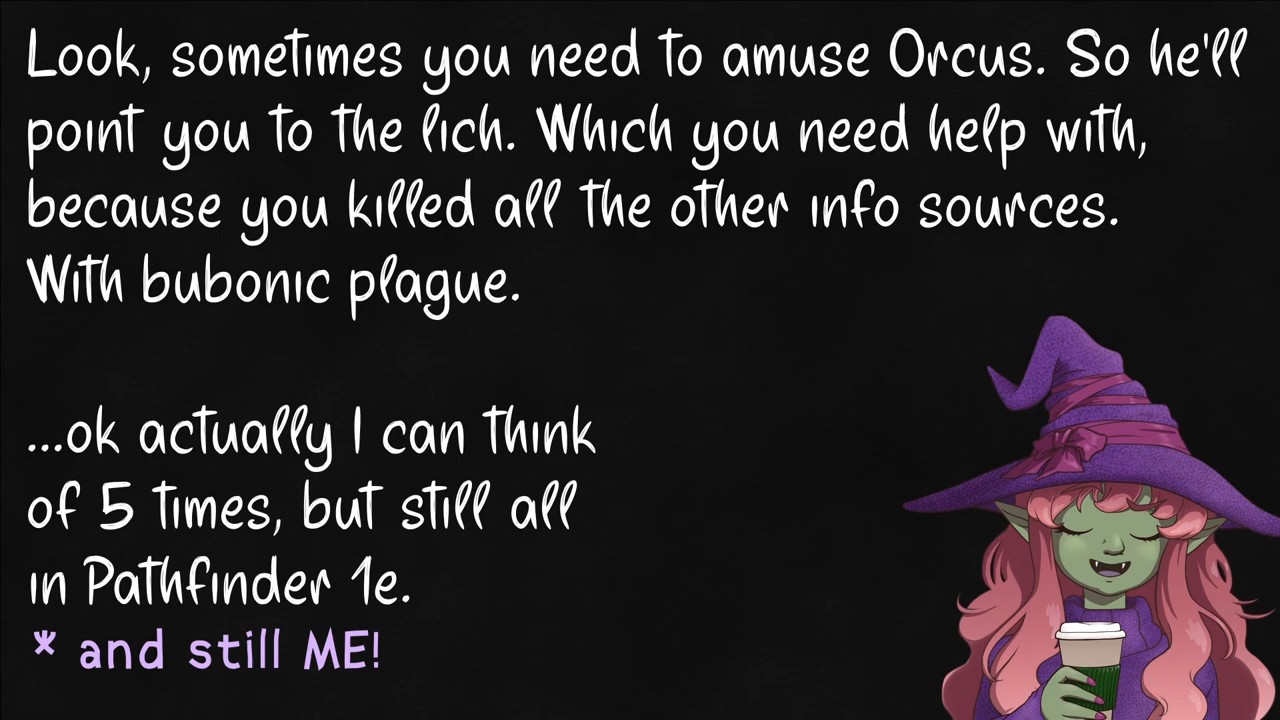 Look, sometimes you need to amuse Orcus. So he'll
point you to the lich. Which you need help with,
because you killed all the other info sources.
With bubonic plague.
...ok actually I can think
of 5 times, but still all
in Pathfinder 1e.
* and still ME!